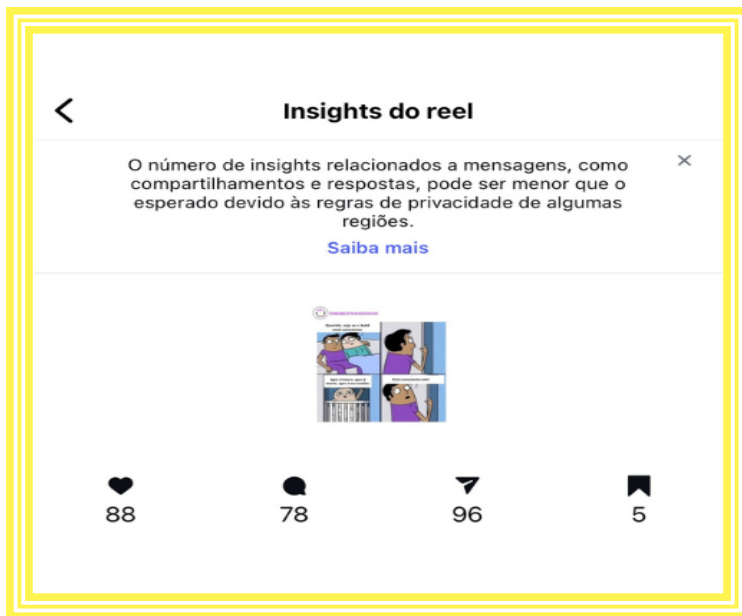 Insights do reel
O número de insights relacionados a mensagens, como
compartilhamentos e respostas, pode ser menor que o
esperado devido às regras de privacidade de algumas
regiões.
Saiba mais
88 78 96 5